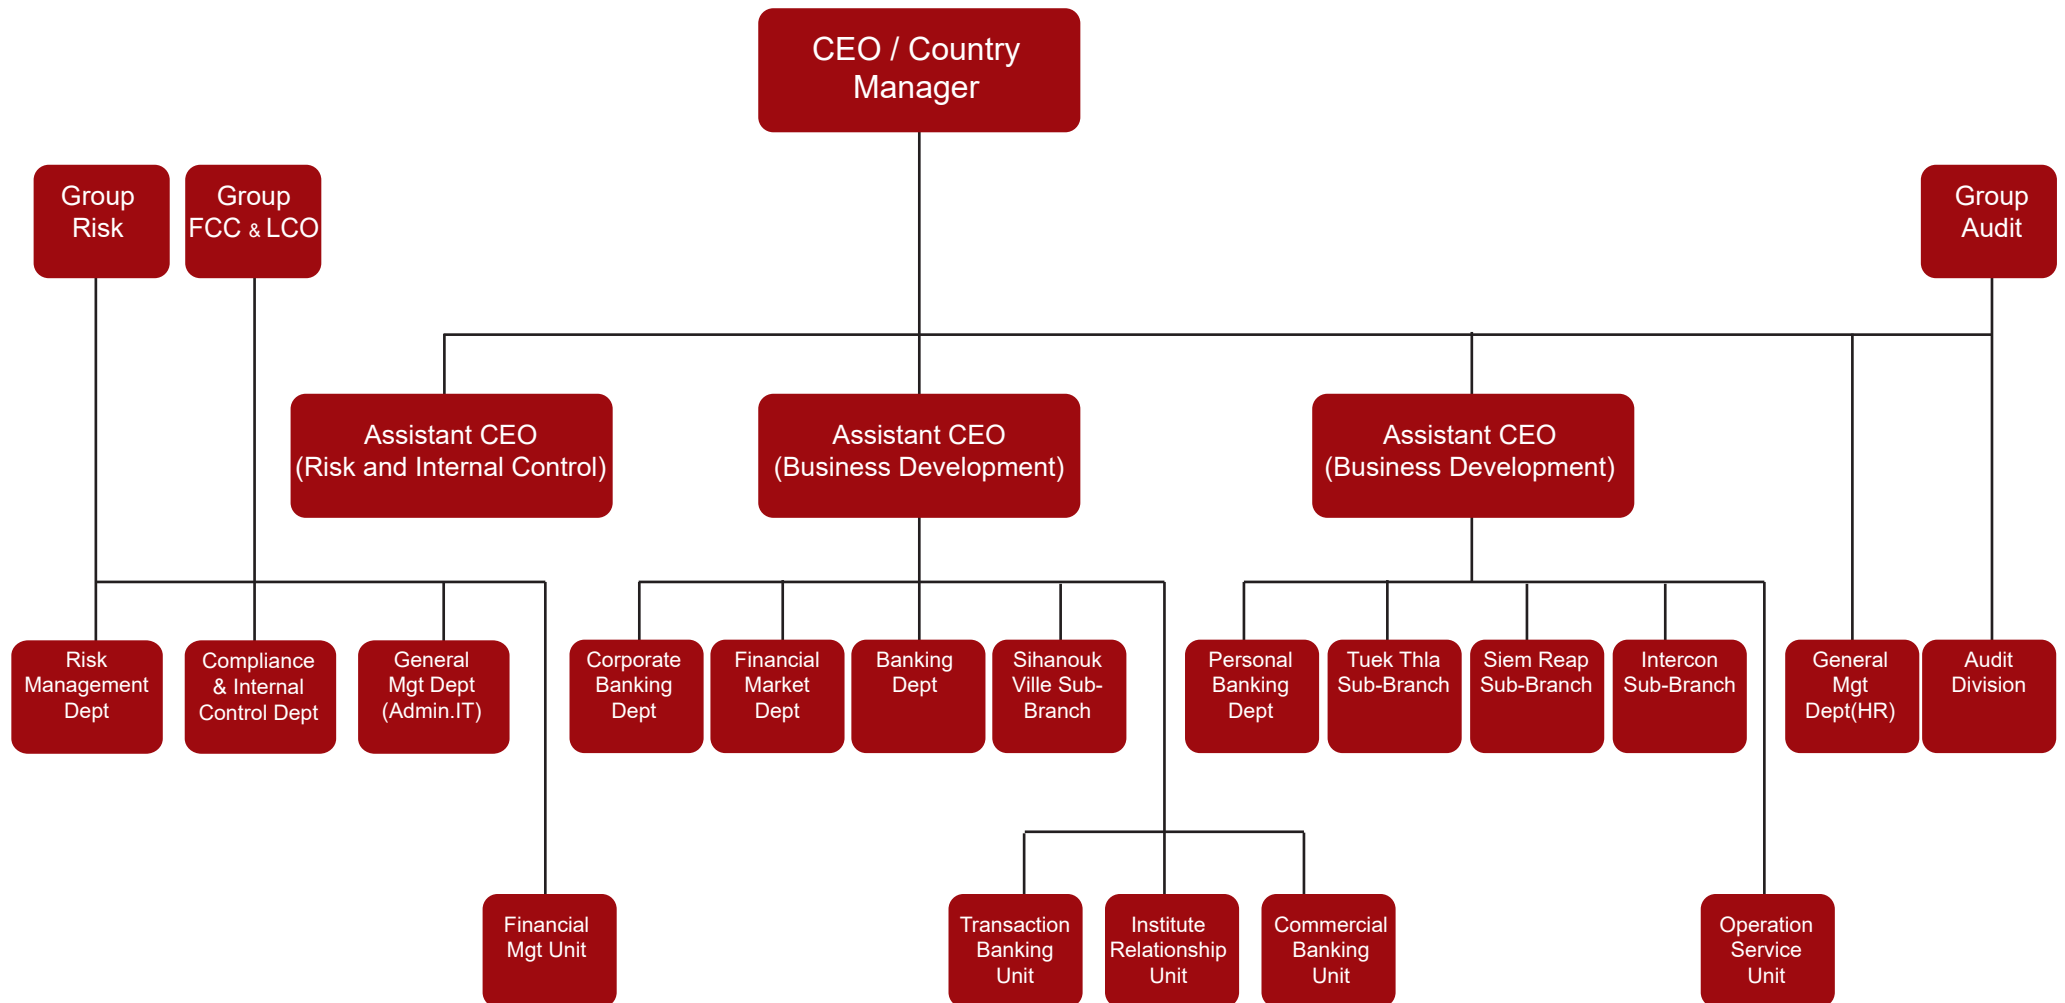 CEO / Country
Manager
Group
Risk
Group
FCC & LCO
Group
Audit
Assistant CEO
(Risk and Internal Control)
Assistant CEO
(Business Development)
Assistant CEO
(Business Development)
Risk
Management
Dept
Compliance
& Internal
Control Dept
General
Mgt Dept
(Admin.IT)
Corporate
Banking
Dept
Financial
Market
Dept
Banking
Dept
Sihanouk
Ville Sub-
Branch
Personal
Banking
Dept
Tuek Thla
Sub-Branch
Siem Reap
Sub-Branch
Intercon
Sub-Branch
General
Mgt
Dept(HR)
Audit
Division
Financial
Mgt Unit
Transaction
Banking
Unit
Institute
Relationship
Unit
Commercial
Banking
Unit
Operation
Service
Unit